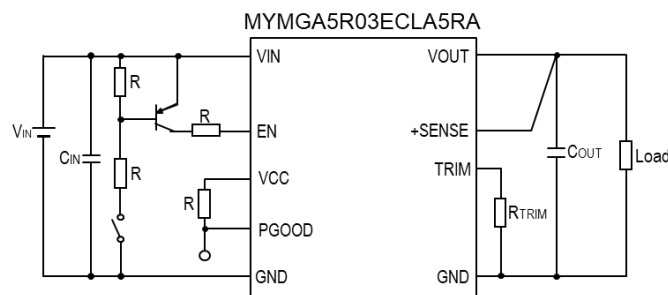 MYMGA5R03ECLA5RA
VIN
VOUT
R
R
EN
+SENSE
VIN
CIN
R
COUT
Load
VCC
TRIM
R
RTRIM
PGOOD
GND
GND